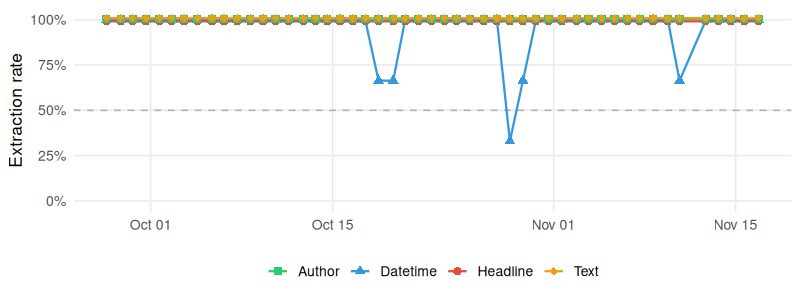 100%
75%
50%
25%
0%
Extraction rate
Oct 01 Oct 15 Nov 01 Nov 15
Author Datetime Headline Text